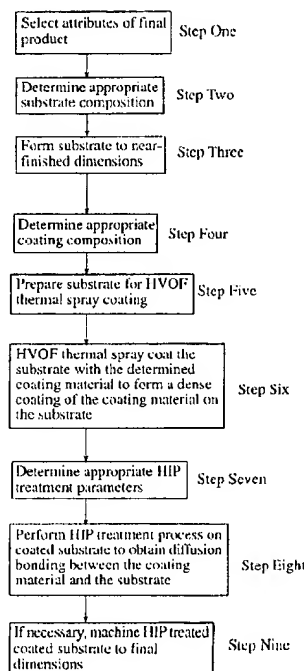 Select attributes of final
product
Step One
Determine appropriate
substrate composition
Step Two
Form substrate to near-
finished dimensions
Step Three
Determine appropriate
coating composition
Step Four
Prepare substrate for HVOF
thermal spray coating
Step Five
HVOF thermal spray coat the
substrate with the determined
coating material to form a dense
coating of the coating material on
the substrate
Step Six
Determine appropriate HIP
treatment parameters
Step Seven
Perform HIP treatment process on
coated substrate to obtain diffusion
bonding between the coating
material and the substrate
Step Eight
If necessary, machine HIP treated
coated substrate to final
dimensions
Step Nine